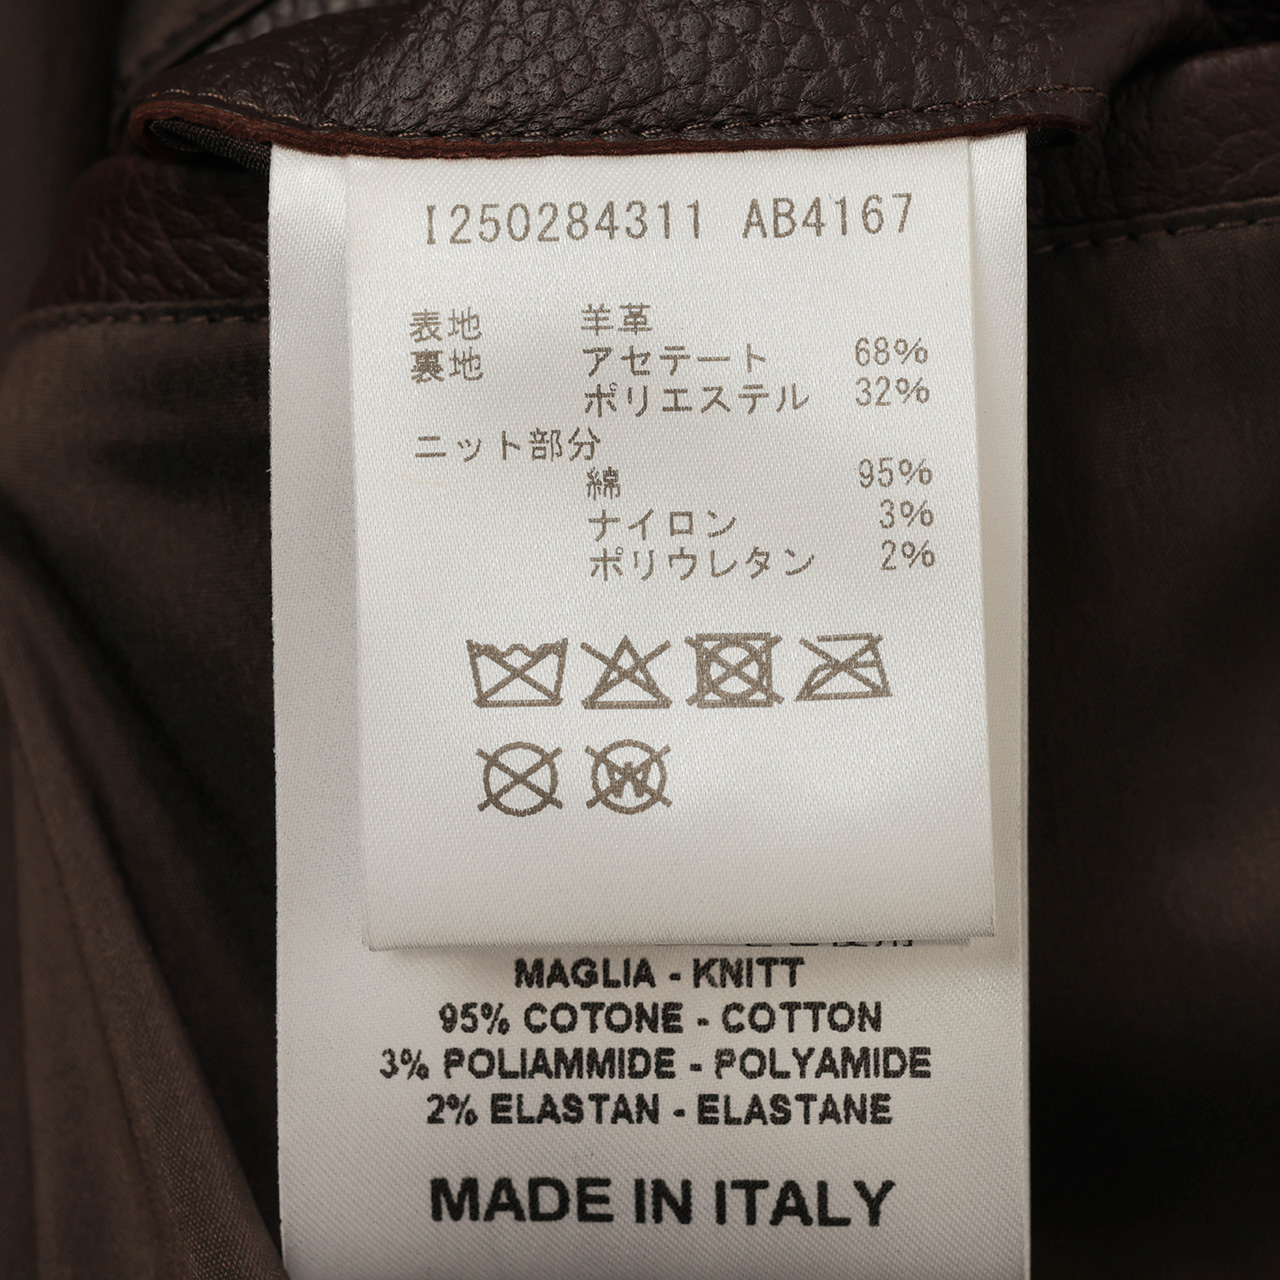 I250284311 AB4167
表地 羊革
裏地 アセテート 68%
ポリエステル 32%
ニット部分
綿 95%
ナイロン 3%
ポリウレタン 2%
MAGLIA - KNITT
95% COTONE - COTTON
3% POLIAMMIDE - POLYAMIDE
2% ELASTAN - ELASTANE
MADE IN ITALY